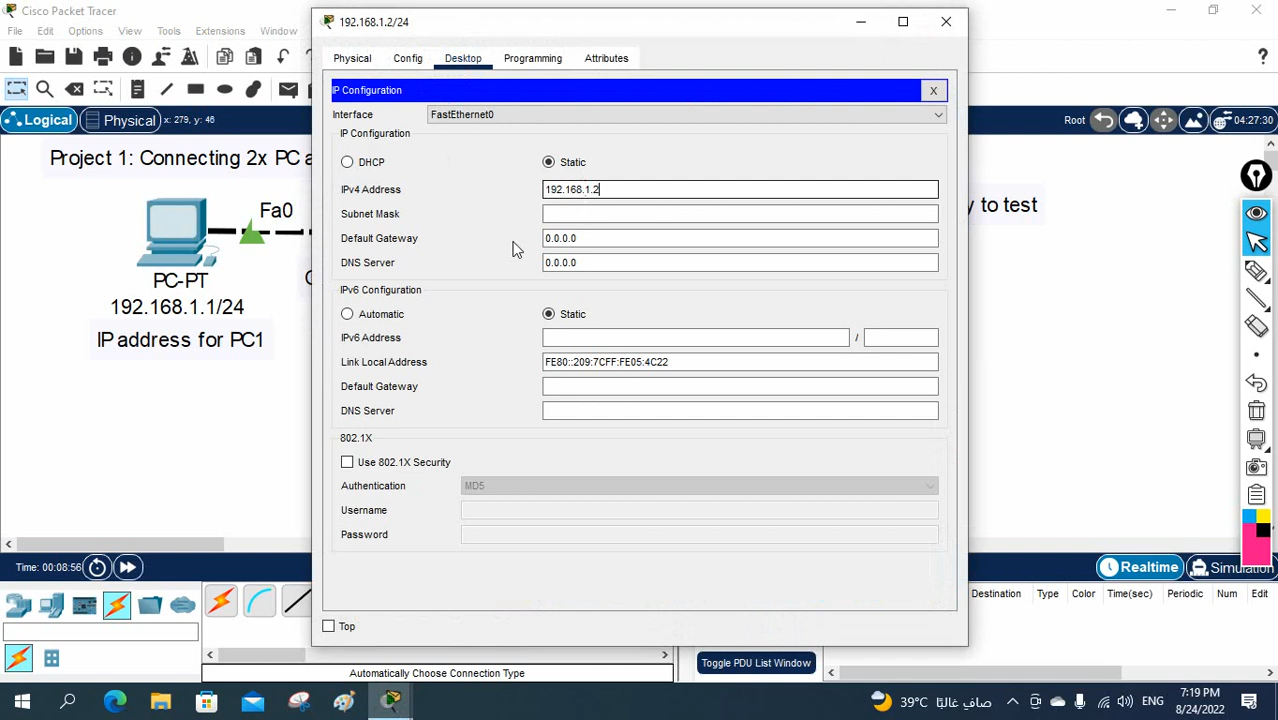 Cisco Packet Tracer
File Edit Options View Tools Extensions Window
Logical Physical x: 279, y: 46
Root 04:27:30
Project 1: Connecting 2x PC a
y to test
Fa0
PC-PT
192.168.1.1/24
IP address for PC1
192.168.1.2/24
Physical Config Desktop Programming Attributes
IP Configuration X
Interface FastEthernet0
IP Configuration
DHCP Static
IPv4 Address 192.168.1.2
Subnet Mask
Default Gateway 0.0.0.0
DNS Server 0.0.0.0
IPv6 Configuration
Automatic Static
IPv6 Address /
Link Local Address FE80::209:7CFF:FE05:4C22
Default Gateway
DNS Server
802.1X
Use 802.1X Security
Authentication MD5
Username
Password
Top
Time: 00:08:56
Realtime Simulation
Destination Type Color Time(sec) Periodic Num Edit
Toggle PDU List Window
Automatically Choose Connection Type
39°C صافٍ غالبًا
ENG
7:19 PM
8/24/2022